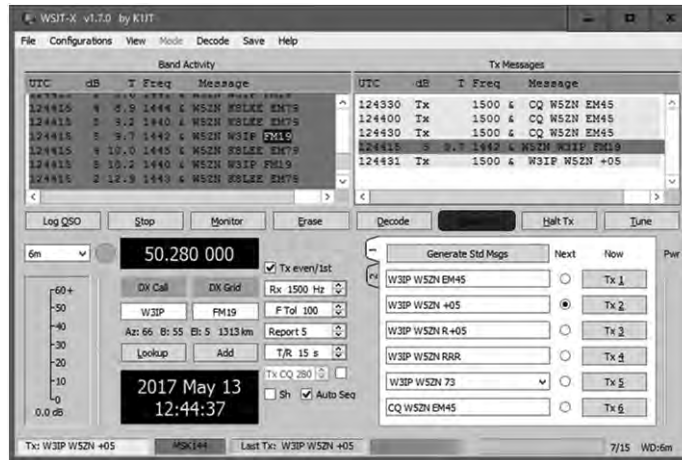 WSJT-X v1.7.0 by K1JT
File Configurations View Mode Decode Save Help
Band Activity
UTC dB T Freq Message
124415 8.9 1444 & W5ZN K8LEE EM79
124415 9.2 1440 & W5ZN K8LEE EM79
124415 5 9.7 1442 & W5ZN W3IP FM19
124415 10.0 1445 & W5ZN K8LEE EM79
124415 10.2 1440 & W5ZN W3IP FM19
124415 2 12.9 1443 & W5ZN K8LEE EM79
Tx Messages
UTC dB T Freq Message
124330 Tx 1500 & CQ W5ZN EM45
124400 Tx 1500 & CQ W5ZN EM45
124430 Tx 1500 & CQ W5ZN EM45
124415 5 9.7 1442 & W5ZN W3IP FM19
124431 Tx 1500 & W3IP W5ZN +05
Log QSO Stop Monitor Erase Decode Halt Tx Tune
6m
50.280 000
Tx even/1st
DX Call DX Grid
Rx 1500 Hz
W3IP FM19
F Tol 100
Az: 66 B: 55 El: 5 1313 km
Report 5
Lookup Add
T/R 15 s
Tx CQ 280
2017 May 13
12:44:37
Sh Auto Seq
-60+
-50
-40
-30
-20
-10
0
0.0 dB
1
2
Generate Std Msgs Next Now Pwr
W3IP W5ZN EM45 Tx 1
W3IP W5ZN +05 Tx 2
W3IP W5ZN R+05 Tx 3
W3IP W5ZN RRR Tx 4
W3IP W5ZN 73 Tx 5
CQ W5ZN EM45 Tx 6
Tx: W3IP W5ZN +05 MSK144 Last Tx: W3IP W5ZN +05 7/15 WD:6m